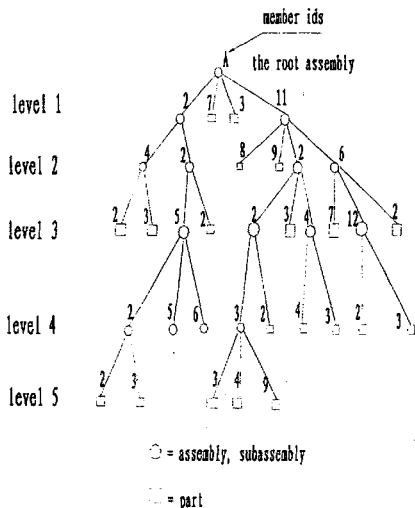 member ids
A
the root assembly
level 1
2 7 3 11
level 2
4 2 8 9 2 6
level 3
2 3 5 2 2 3 4 7 12 2
level 4
2 5 6 3 2 4 3 2 3
level 5
2 3 3 4 9
= assembly, subassembly
= part